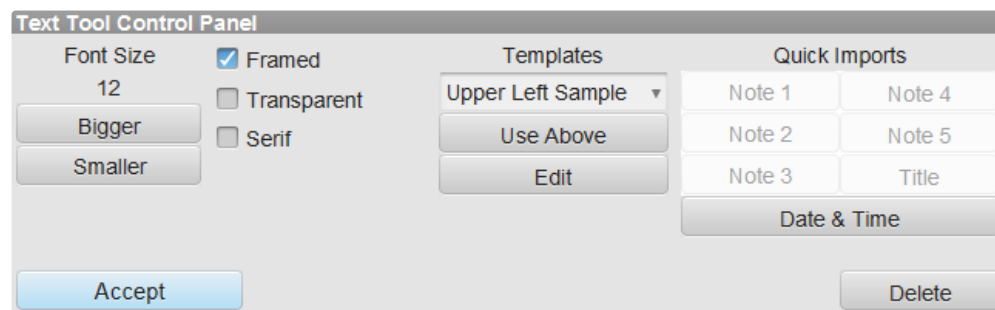 Text Tool Control Panel
Font Size
12
Bigger
Smaller
Framed
Transparent
Serif
Templates
Upper Left Sample
Use Above
Edit
Quick Imports
Note 1 Note 4
Note 2 Note 5
Note 3 Title
Date & Time
Accept
Delete